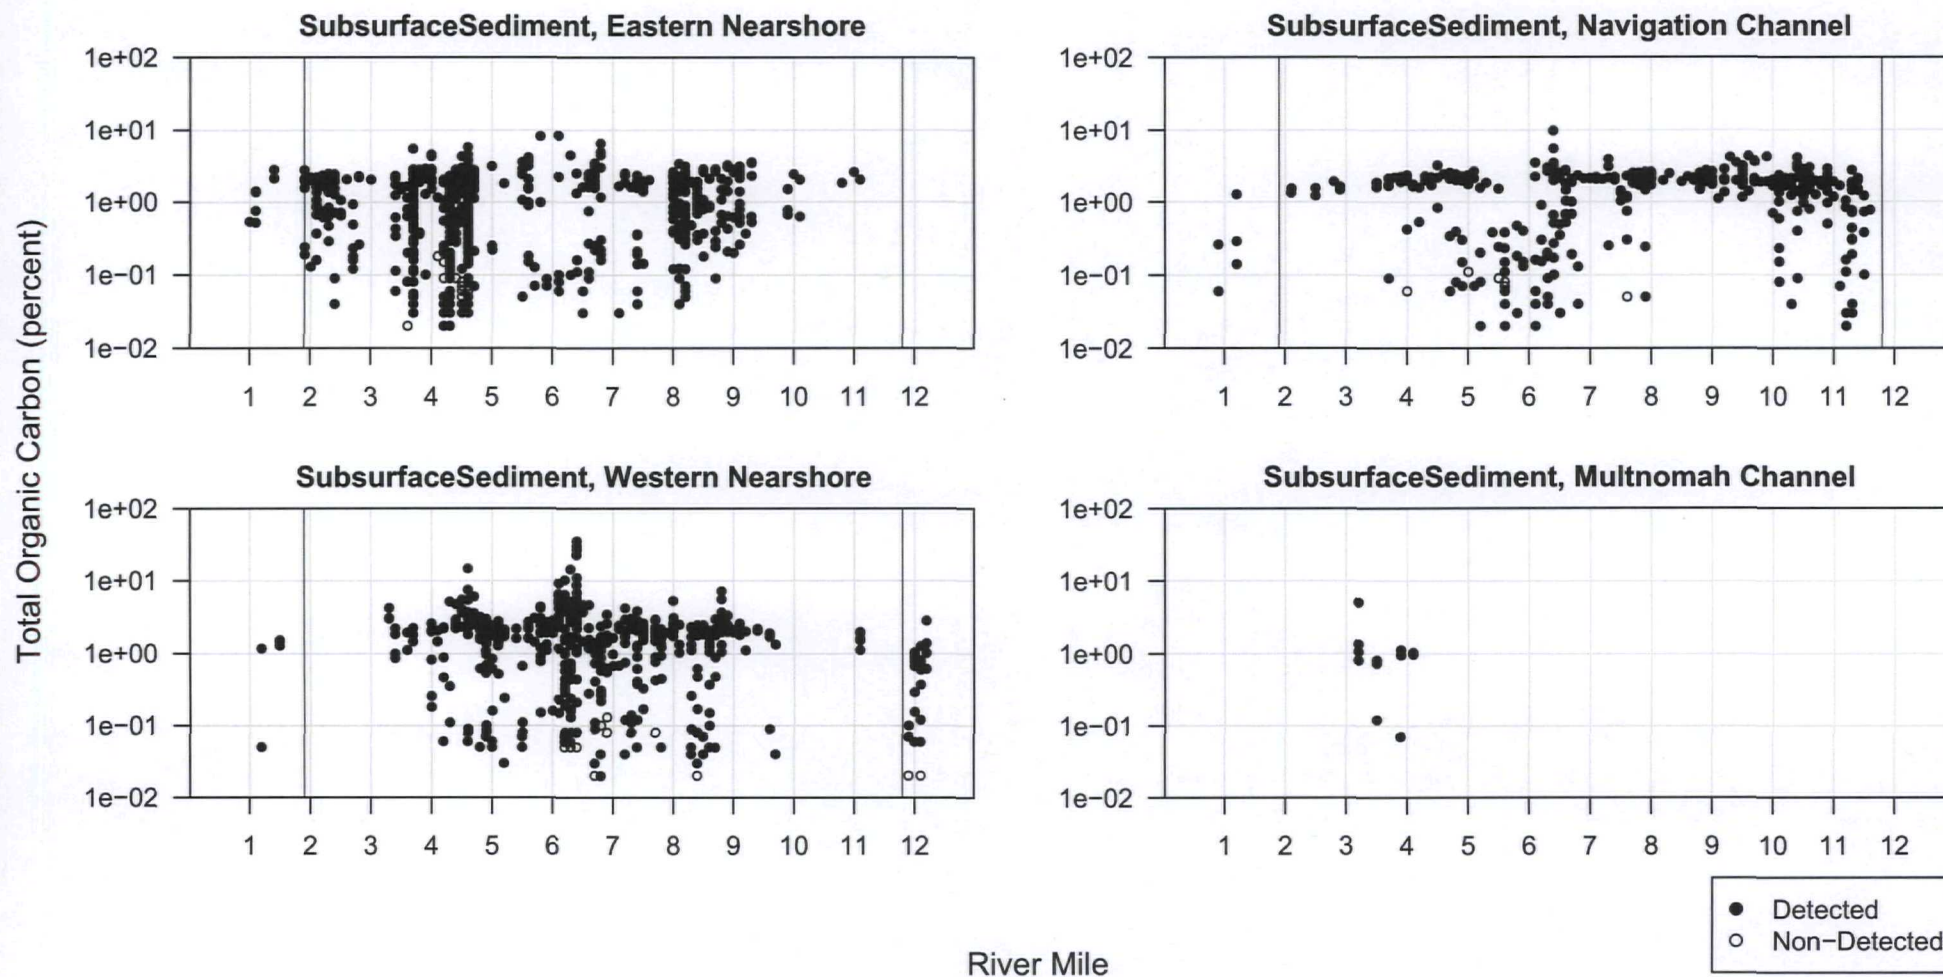 SubsurfaceSediment, Eastern Nearshore
1e+02
1e+01
1e+00
1e−01
1e−02
1 2 3 4 5 6 7 8 9 10 11 12
SubsurfaceSediment, Navigation Channel
1e+02
1e+01
1e+00
1e−01
1e−02
1 2 3 4 5 6 7 8 9 10 11 12
Total Organic Carbon (percent)
SubsurfaceSediment, Western Nearshore
1e+02
1e+01
1e+00
1e−01
1e−02
1 2 3 4 5 6 7 8 9 10 11 12
SubsurfaceSediment, Multnomah Channel
1e+02
1e+01
1e+00
1e−01
1e−02
1 2 3 4 5 6 7 8 9 10 11 12
Detected
Non−Detected
River Mile